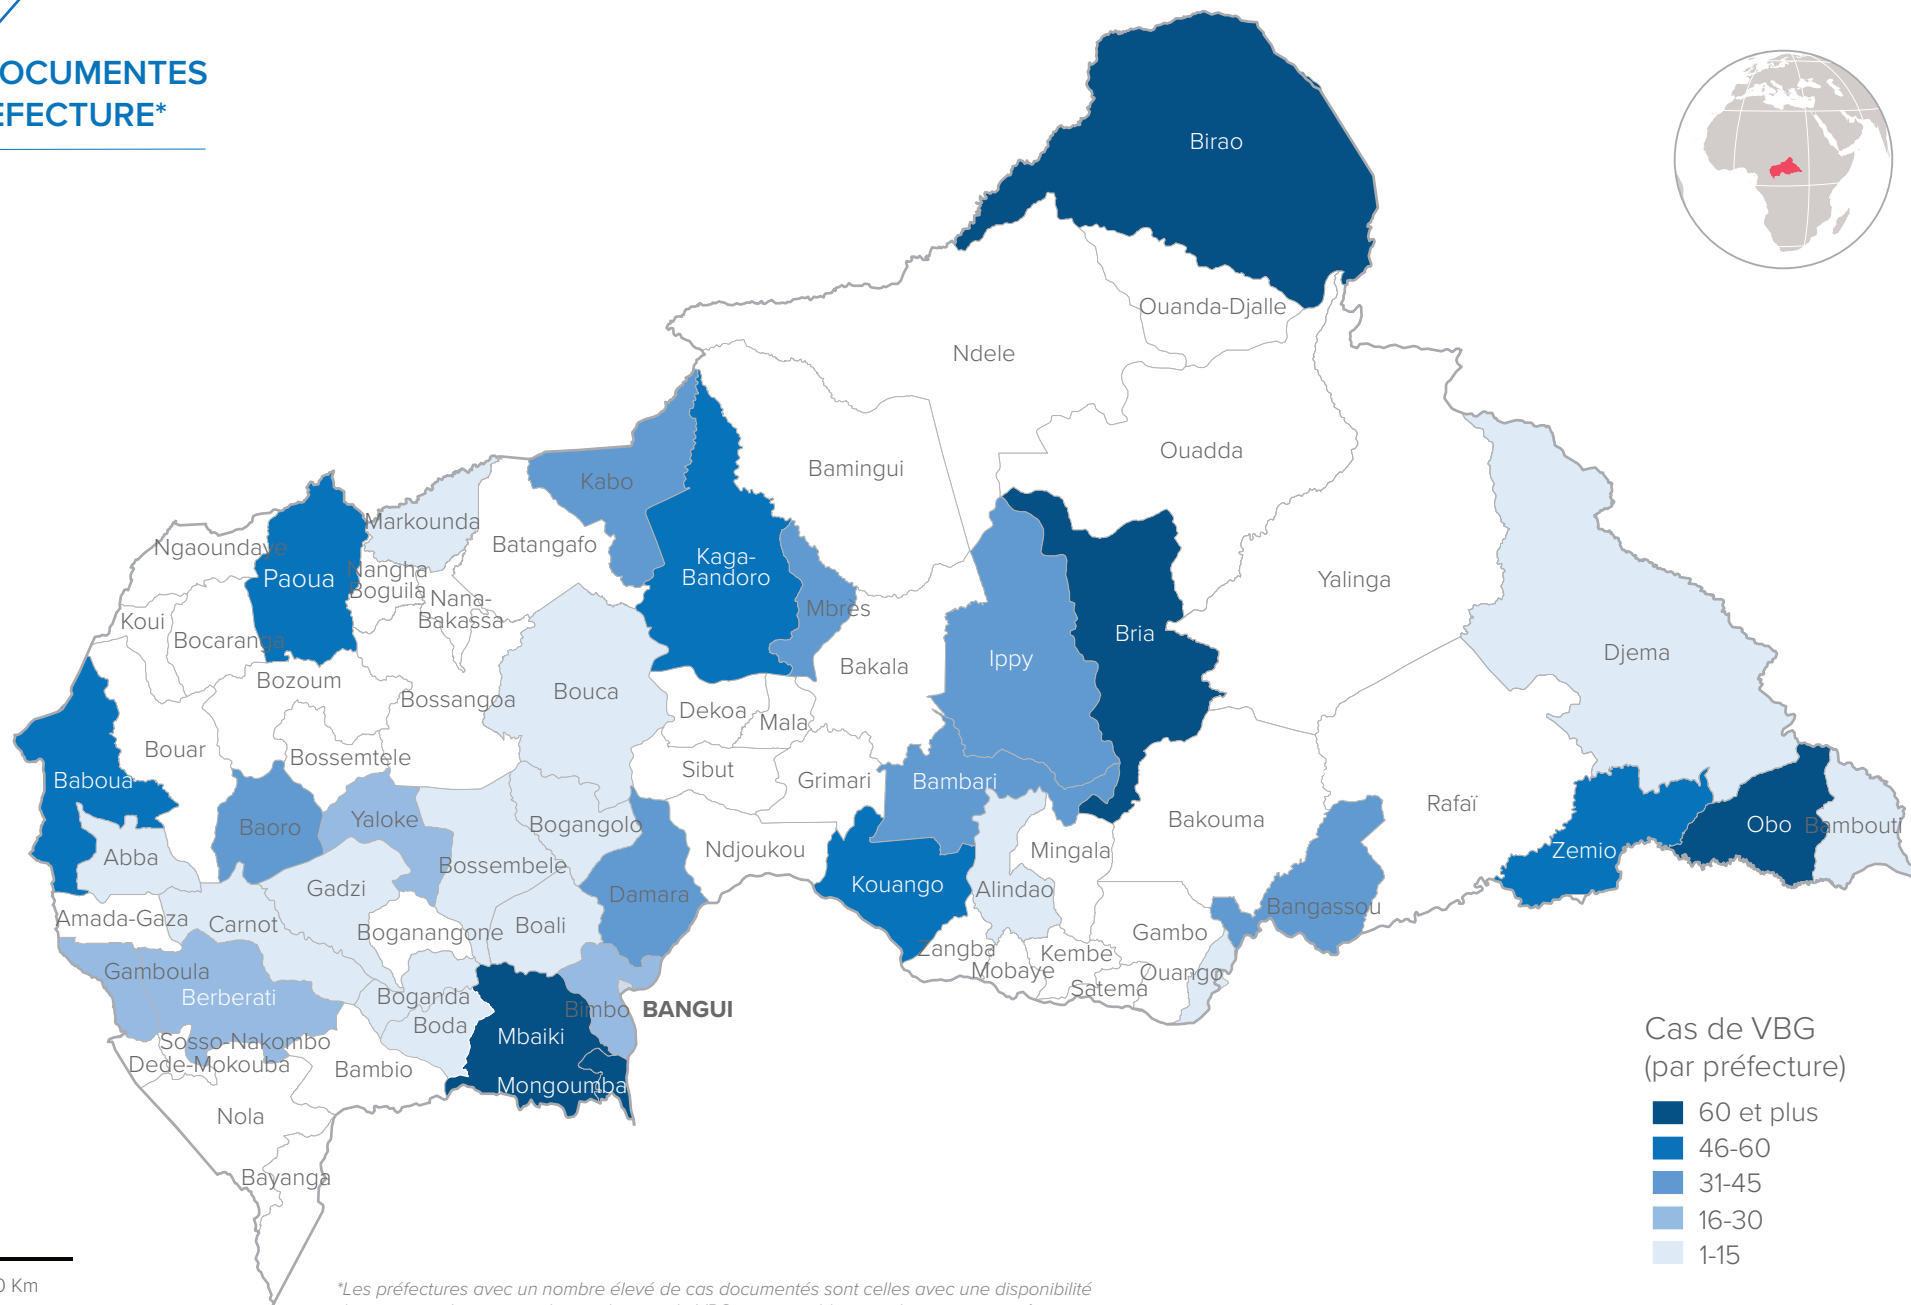 OCUMENTES
EFECTURE*
Birao
Ouanda-Djalle
Ndele
Ouadda
Bamingui
Kabo
Markounda
Batangafo
Ngaoundaye
Kaga-
Bandoro
Paoua
Nangha
Boguila
Nana-
Bakassa
Yalinga
Mbrès
Koui
Bocaranga
Bria
Djema
Ippy
Bakala
Bozoum
Bossangoa
Bouca
Dekoa
Mala
Bouar
Bossemtele
Sibut
Grimari
Bambari
Baboua
Rafaï
Bakouma
Yaloke
Baoro
Bogangolo
Obo
Bambouti
Zemio
Abba
Ndjoukou
Mingala
Bossembele
Gadzi
Kouango
Alindao
Damara
Bangassou
Amada-Gaza
Carnot
Boganangone
Boali
Gambo
Zangba
Kembe
Mobaye
Ouango
Satema
Gamboula
Berberati
Boganda
Bimbo
BANGUI
Boda
Mbaiki
Sosso-Nakombo
Dede-Mokouba
Bambio
Mongoumba
Nola
Bayanga
Cas de VBG
(par préfecture)
60 et plus
46-60
31-45
16-30
1-15
0 Km
*Les préfectures avec un nombre élevé de cas documentés sont celles avec une disponibilité